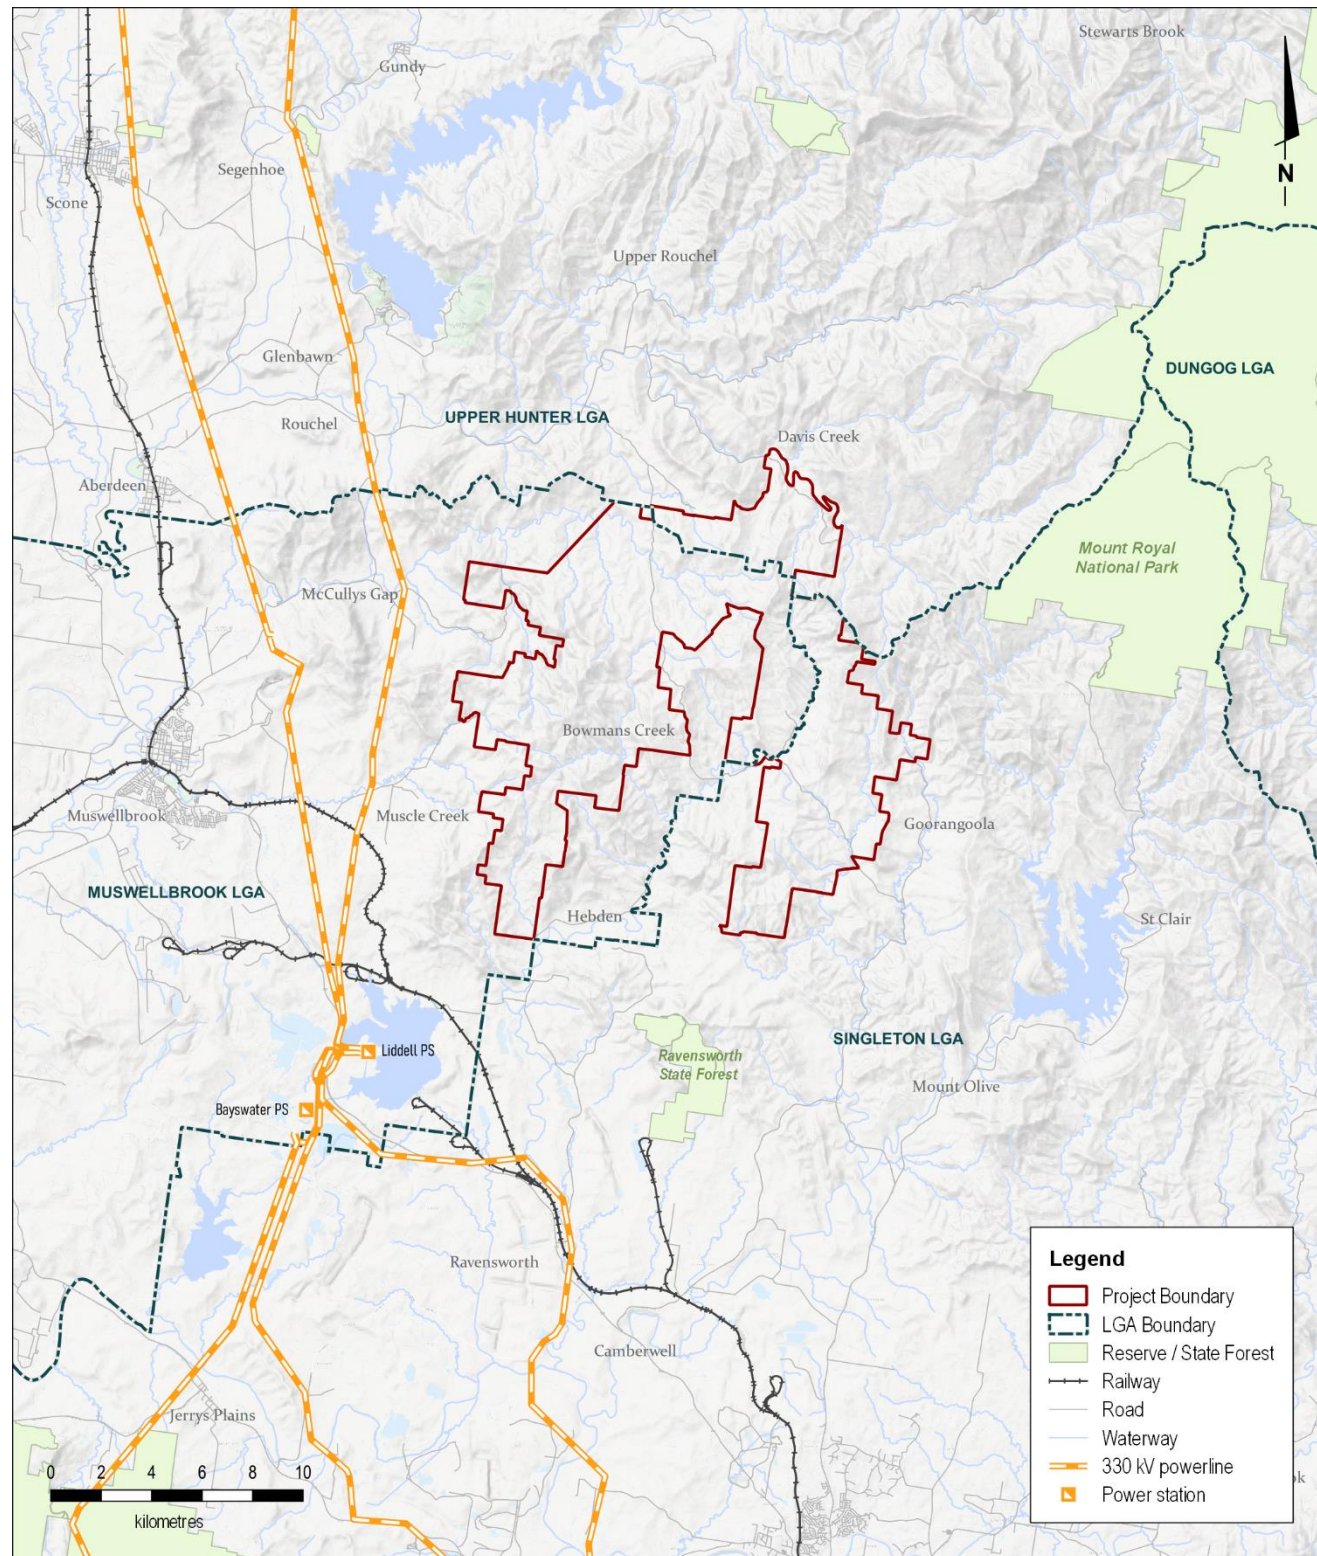 Stewarts Brook
Gundy
Segenhoe
Scone
N
Upper Rouchel
Glenbawn
DUNGOG LGA
UPPER HUNTER LGA
Rouchel
Davis Creek
Aberdeen
Mount Royal
National Park
McCullys Gap
Bowmans Creek
Muswellbrook
Muscle Creek
Goorangoola
MUSWELLBROOK LGA
Hebden
St Clair
SINGLETON LGA
Liddell PS
Ravensworth
State Forest
Mount Olive
Bayswater PS
Ravensworth
Camberwell
Jerrys Plains
0 2 4 6 8 10
kilometres
Legend
Project Boundary
LGA Boundary
Reserve / State Forest
Railway
Road
Waterway
330 kV powerline
Power station